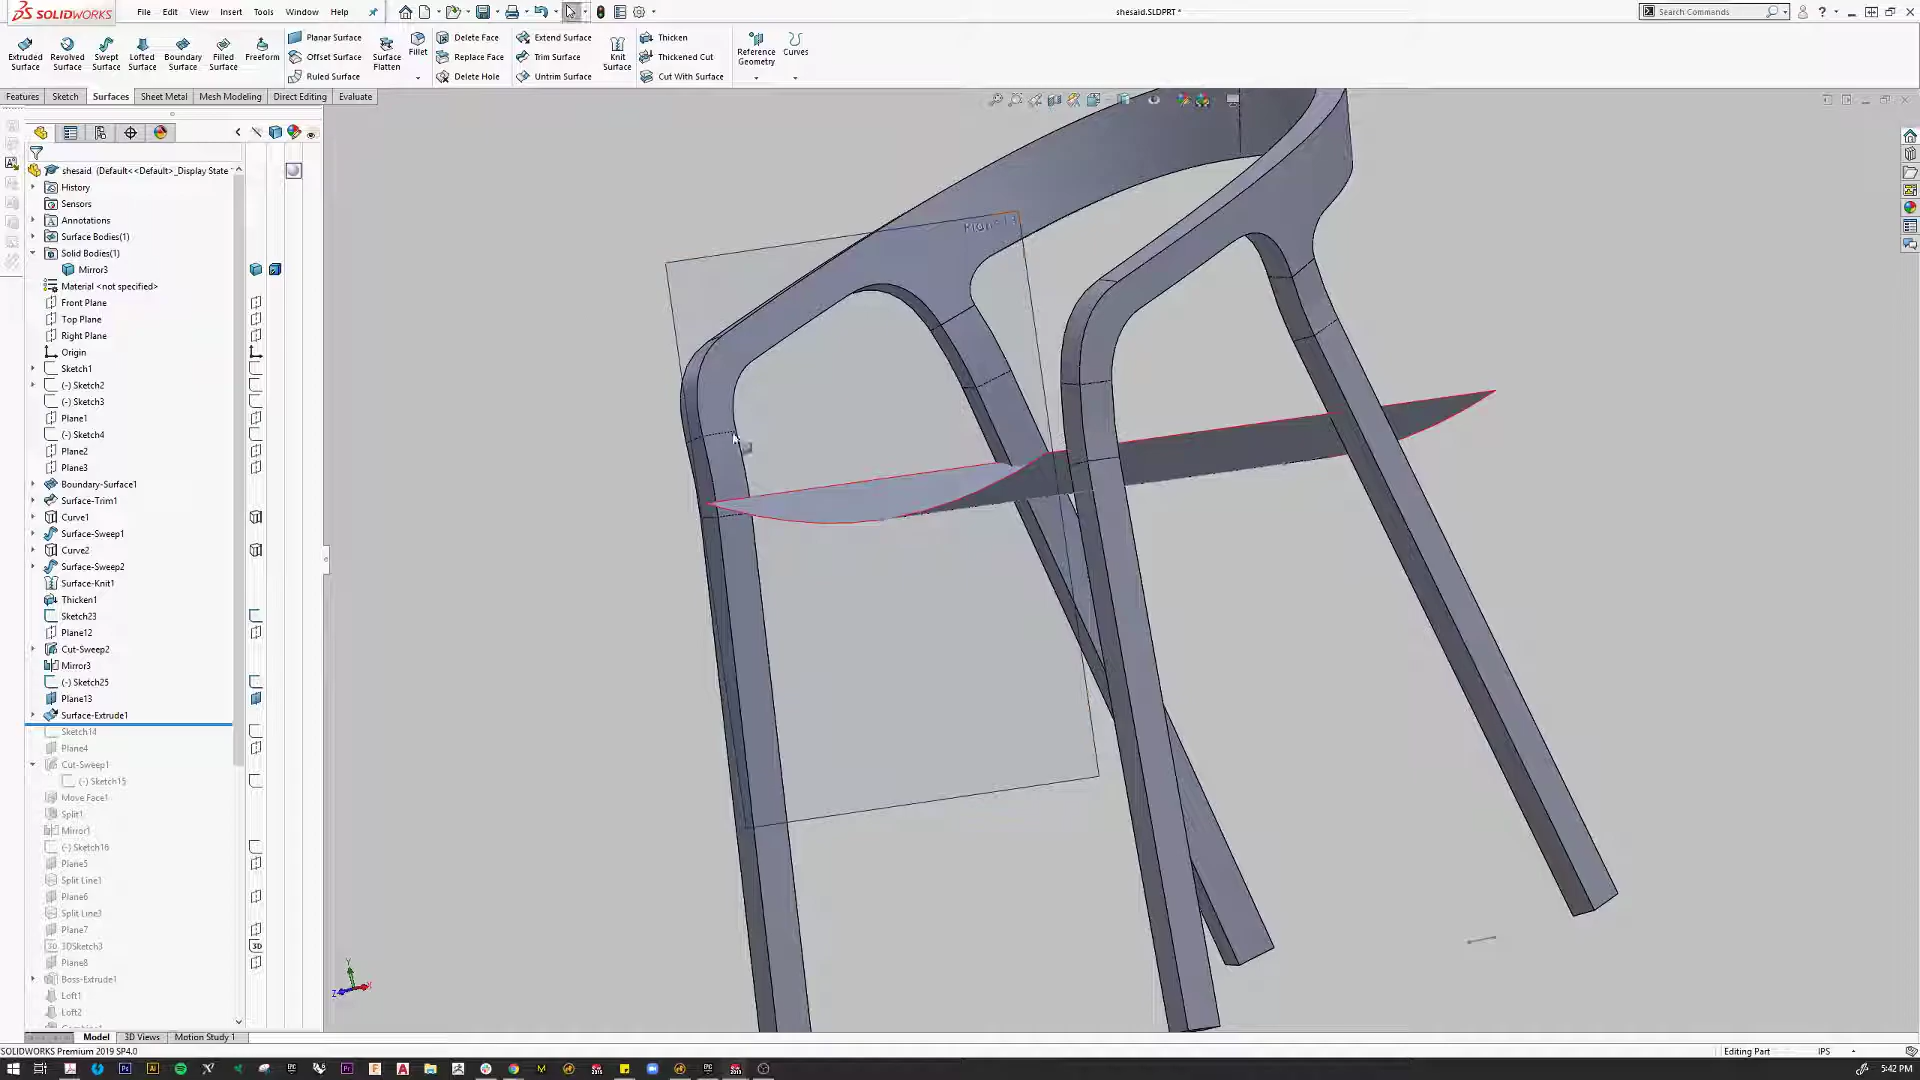 SOLIDWORKS File Edit View Insert Tools Window Help shesaid.SLDPRT * Search Commands
Extruded Surface
Revolved Surface
Swept Surface
Lofted Surface
Boundary Surface
Filled Surface
Freeform
Planar Surface
Offset Surface
Ruled Surface
Surface Flatten
Fillet
Delete Face
Replace Face
Delete Hole
Extend Surface
Trim Surface
Untrim Surface
Knit Surface
Thicken
Thickened Cut
Cut With Surface
Reference Geometry
Curves
Features Sketch Surfaces Sheet Metal Mesh Modeling Direct Editing Evaluate
shesaid (Default<<Default>_Display State
History
Sensors
Annotations
Surface Bodies(1)
Solid Bodies(1)
Mirror3
Material <not specified>
Front Plane
Top Plane
Right Plane
Origin
Sketch1
(-) Sketch2
(-) Sketch3
Plane1
(-) Sketch4
Plane2
Plane3
Boundary-Surface1
Surface-Trim1
Curve1
Surface-Sweep1
Curve2
Surface-Sweep2
Surface-Knit1
Thicken1
Sketch23
Plane12
Cut-Sweep2
Mirror3
(-) Sketch25
Plane13
Surface-Extrude1
Sketch14
Plane4
Cut-Sweep1
(-) Sketch15
Move Face1
Split1
Mirror1
(-) Sketch16
Plane5
Split Line1
Plane6
Split Line3
Plane7
3DSketch3
Plane8
Boss-Extrude1
Loft1
Loft2
Plane13
Y
Z
X
Model 3D Views Motion Study 1
SOLIDWORKS Premium 2019 SP4.0 Editing Part IPS
5:42 PM